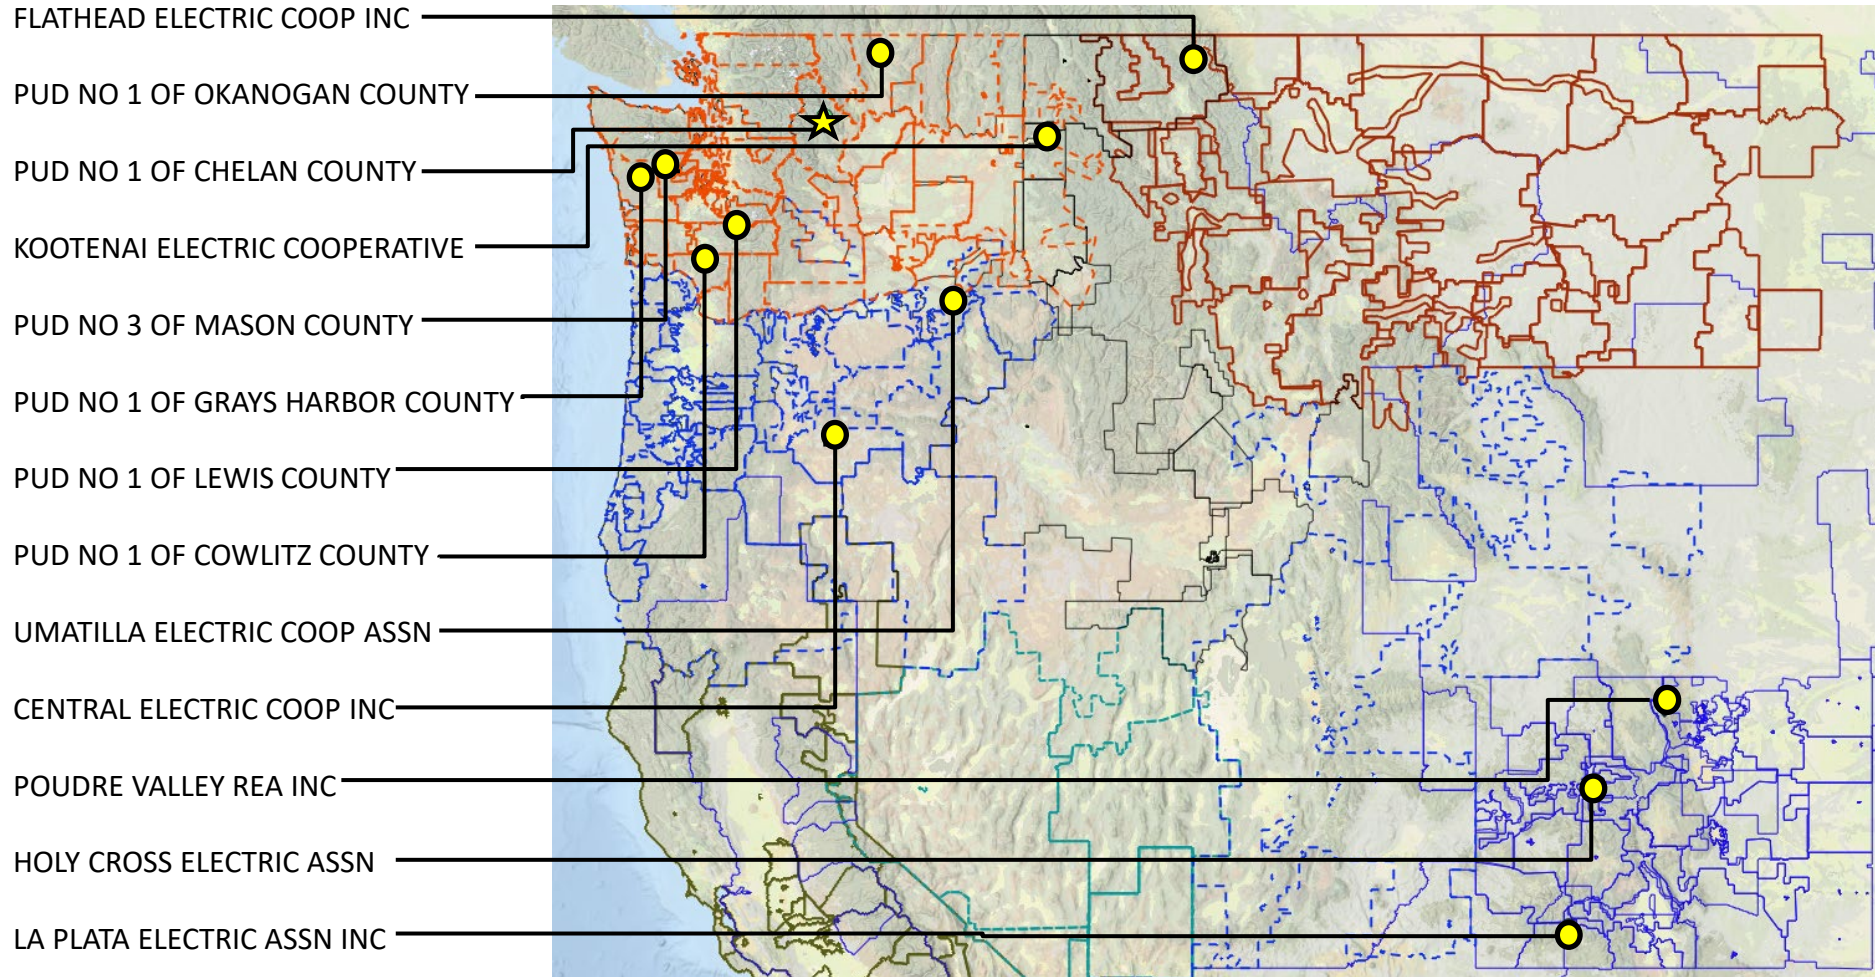 FLATHEAD ELECTRIC COOP INC
PUD NO 1 OF OKANOGAN COUNTY
PUD NO 1 OF CHELAN COUNTY
KOOTENAI ELECTRIC COOPERATIVE
PUD NO 3 OF MASON COUNTY
PUD NO 1 OF GRAYS HARBOR COUNTY
PUD NO 1 OF LEWIS COUNTY
PUD NO 1 OF COWLITZ COUNTY
UMATILLA ELECTRIC COOP ASSN
CENTRAL ELECTRIC COOP INC
POUDRE VALLEY REA INC
HOLY CROSS ELECTRIC ASSN
LA PLATA ELECTRIC ASSN INC